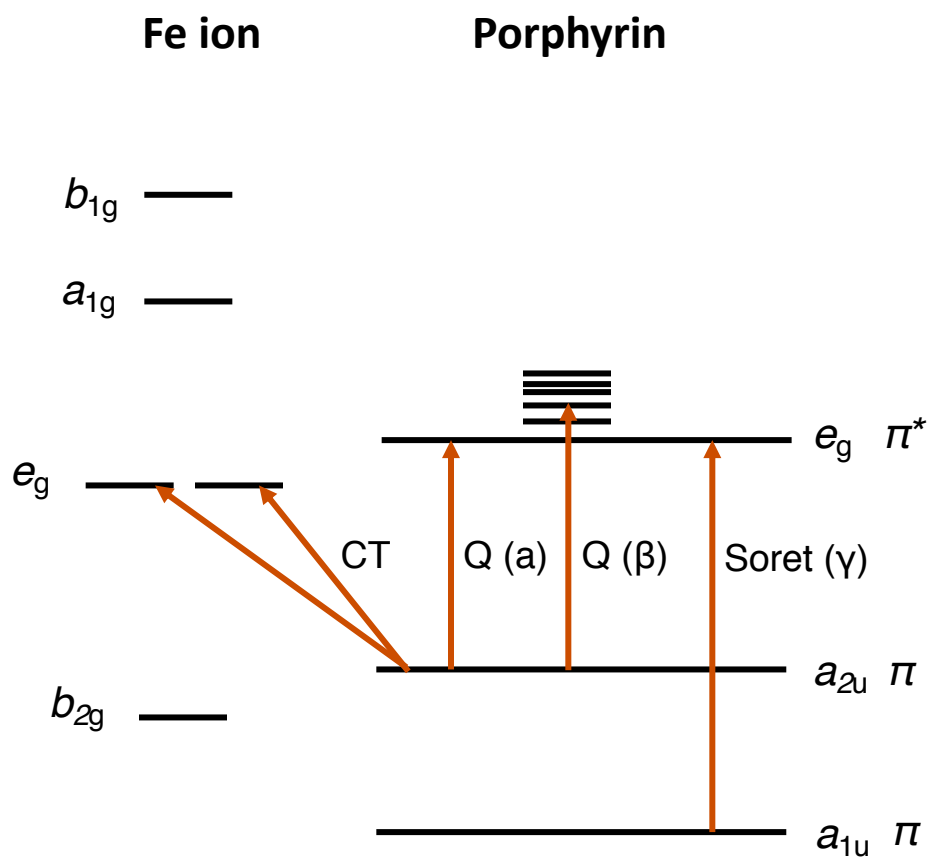 Fe ion Porphyrin
b1g
a1g
eg π*
eg
CT Q (a) Q (β) Soret (γ)
a2u π
b2g
a1u π